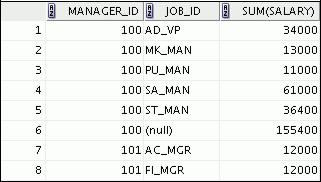 MANAGER_ID JOB_ID SUM(SALARY)
1 100 AD_VP 34000
2 100 MK_MAN 13000
3 100 PU_MAN 11000
4 100 SA_MAN 61000
5 100 ST_MAN 36400
6 100 (null) 155400
7 101 AC_MGR 12000
8 101 FI_MGR 12000